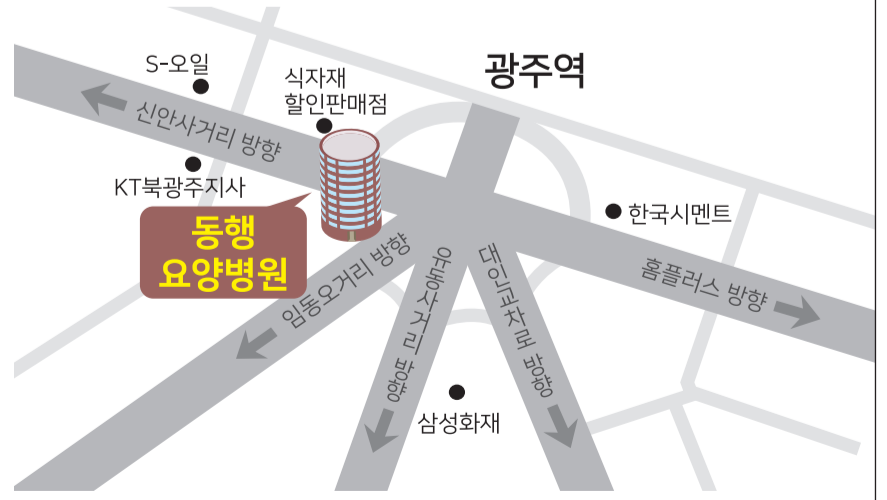 S-오일
식자재
할인판매점
광주역
신안사거리 방향
KT북광주지사
동행
요양병원
한국시멘트
홈플러스 방향
임동오거리 방향
유동사거리 방향
대인교차로 방향
삼성화재